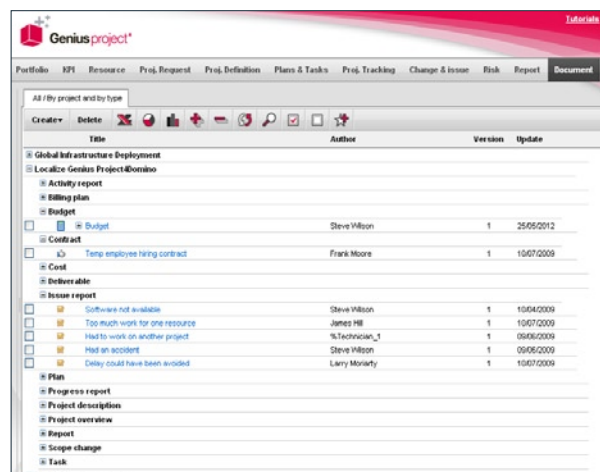 Tutorials
Genius project
Portfolio KPI Resource Proj. Request Proj. Definition Plans & Tasks Proj. Tracking Change & issue Risk Report Document
All / By project and by type
Create Delete
Title Author Version Update
Global Infrastructure Deployment
Localize Genius Project4Domino
Activity report
Billing plan
Budget
Budget Steve Wilson 1 25/05/2012
Contract
Temp employee hiring contract Frank Moore 1 10/07/2009
Cost
Deliverable
Issue report
Software not available Steve Wilson 1 10/04/2009
Too much work for one resource James Hill 1 10/07/2009
Had to work on another project %Technician_1 1 09/06/2009
Had an accident Steve Wilson 1 09/06/2009
Delay could have been avoided Larry Moriarty 1 10/07/2009
Plan
Progress report
Project description
Project overview
Report
Scope change
Task